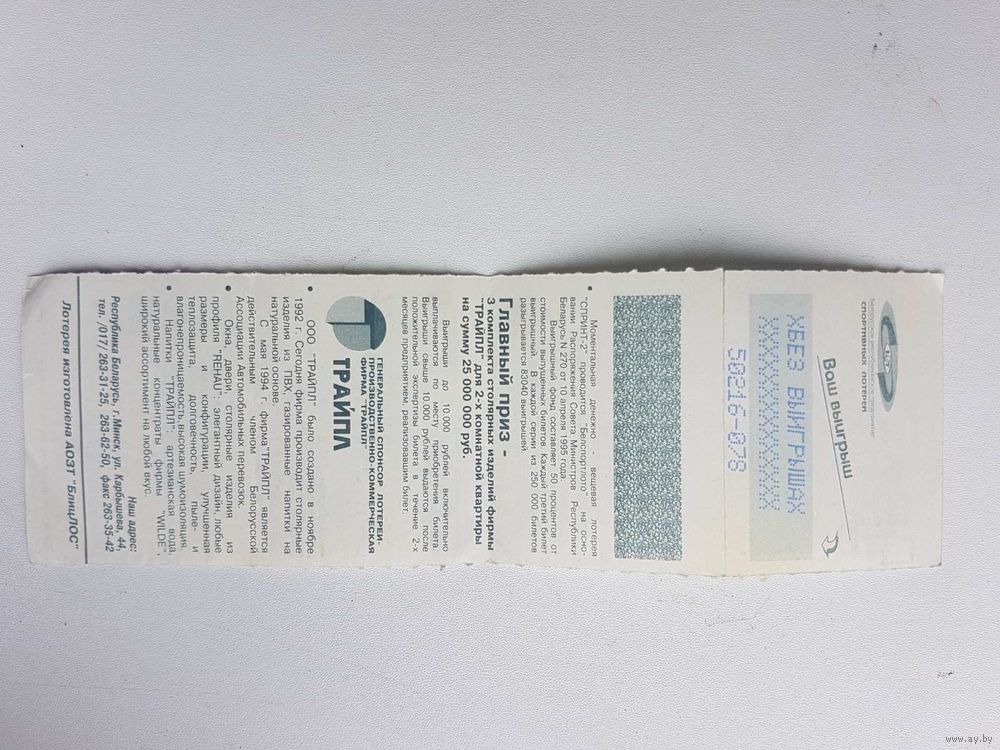 Белорусское республиканское предприятие
СПОРТИВНЫХ ЛОТЕРЕЙ
Ваш выигрыш
ХБЕЗ ВЫИГРЫШАХ
ХХХХХХХХХХХХХХ
50216-078
• Моментальная денежно - вещевая лотерея
"СПРИНТ-2" проводится "Белспортлото" на осно-
вании Распоряжения Совета Министров Республики
Беларусь N 270 от 10 апреля 1995 года.
Выигрышный фонд составляет 50 процентов от
стоимости выпущенных билетов. Каждый третий билет
выигрышный. В каждой серии из 250 000 билетов
разыгрывается 83040 выигрышей.
Главный приз -
3 комплекта столярных изделий фирмы
"ТРАЙПЛ" для 2-х комнатной квартиры
на сумму 25 000 000 руб.
Выигрыши до 10.000 рублей включительно
выплачиваются по месту приобретения билета
Выигрыши свыше 10.000 рублей выдаются после
положительной экспертизы билета в течение 2-х
месяцев предприятием, реализовавшим билет.
ГЕНЕРАЛЬНЫЙ СПОНСОР ЛОТЕРЕИ-
ПРОИЗВОДСТВЕННО-КОММЕРЧЕСКАЯ
ФИРМА "ТРАЙПЛ"
ТРАЙПЛ
• ООО "ТРАЙПЛ" было создано в ноябре
1992 г. Сегодня фирма производит столярные
изделия из ПВХ, газированные напитки на
натуральной основе.
С мая 1994 г. фирма "ТРАЙПЛ" является
действительным членом Белорусской
Ассоциации Автомобильных перевозок.
• Окна, двери, столярные изделия из
профиля "REHAU": элегантный дизайн, любые
размеры и конфигурации, улучшенная
теплозащита, долговечность, пыле- и
влагонепроницаемость, высокая шумоизоляция.
• Напитки "ТРАЙПЛ": артезианская вода,
натуральные концентраты фирмы "WILDE",
широкий ассортимент на любой вкус.
Наш адрес:
Республика Беларусь, г.Минск, ул. Карбышева, 44,
тел. /017/ 263-31-25, 263-62-50, факс 263-35-42
Лотерея изготовлена АОЗТ "БлицЛОС"
www.ay.by